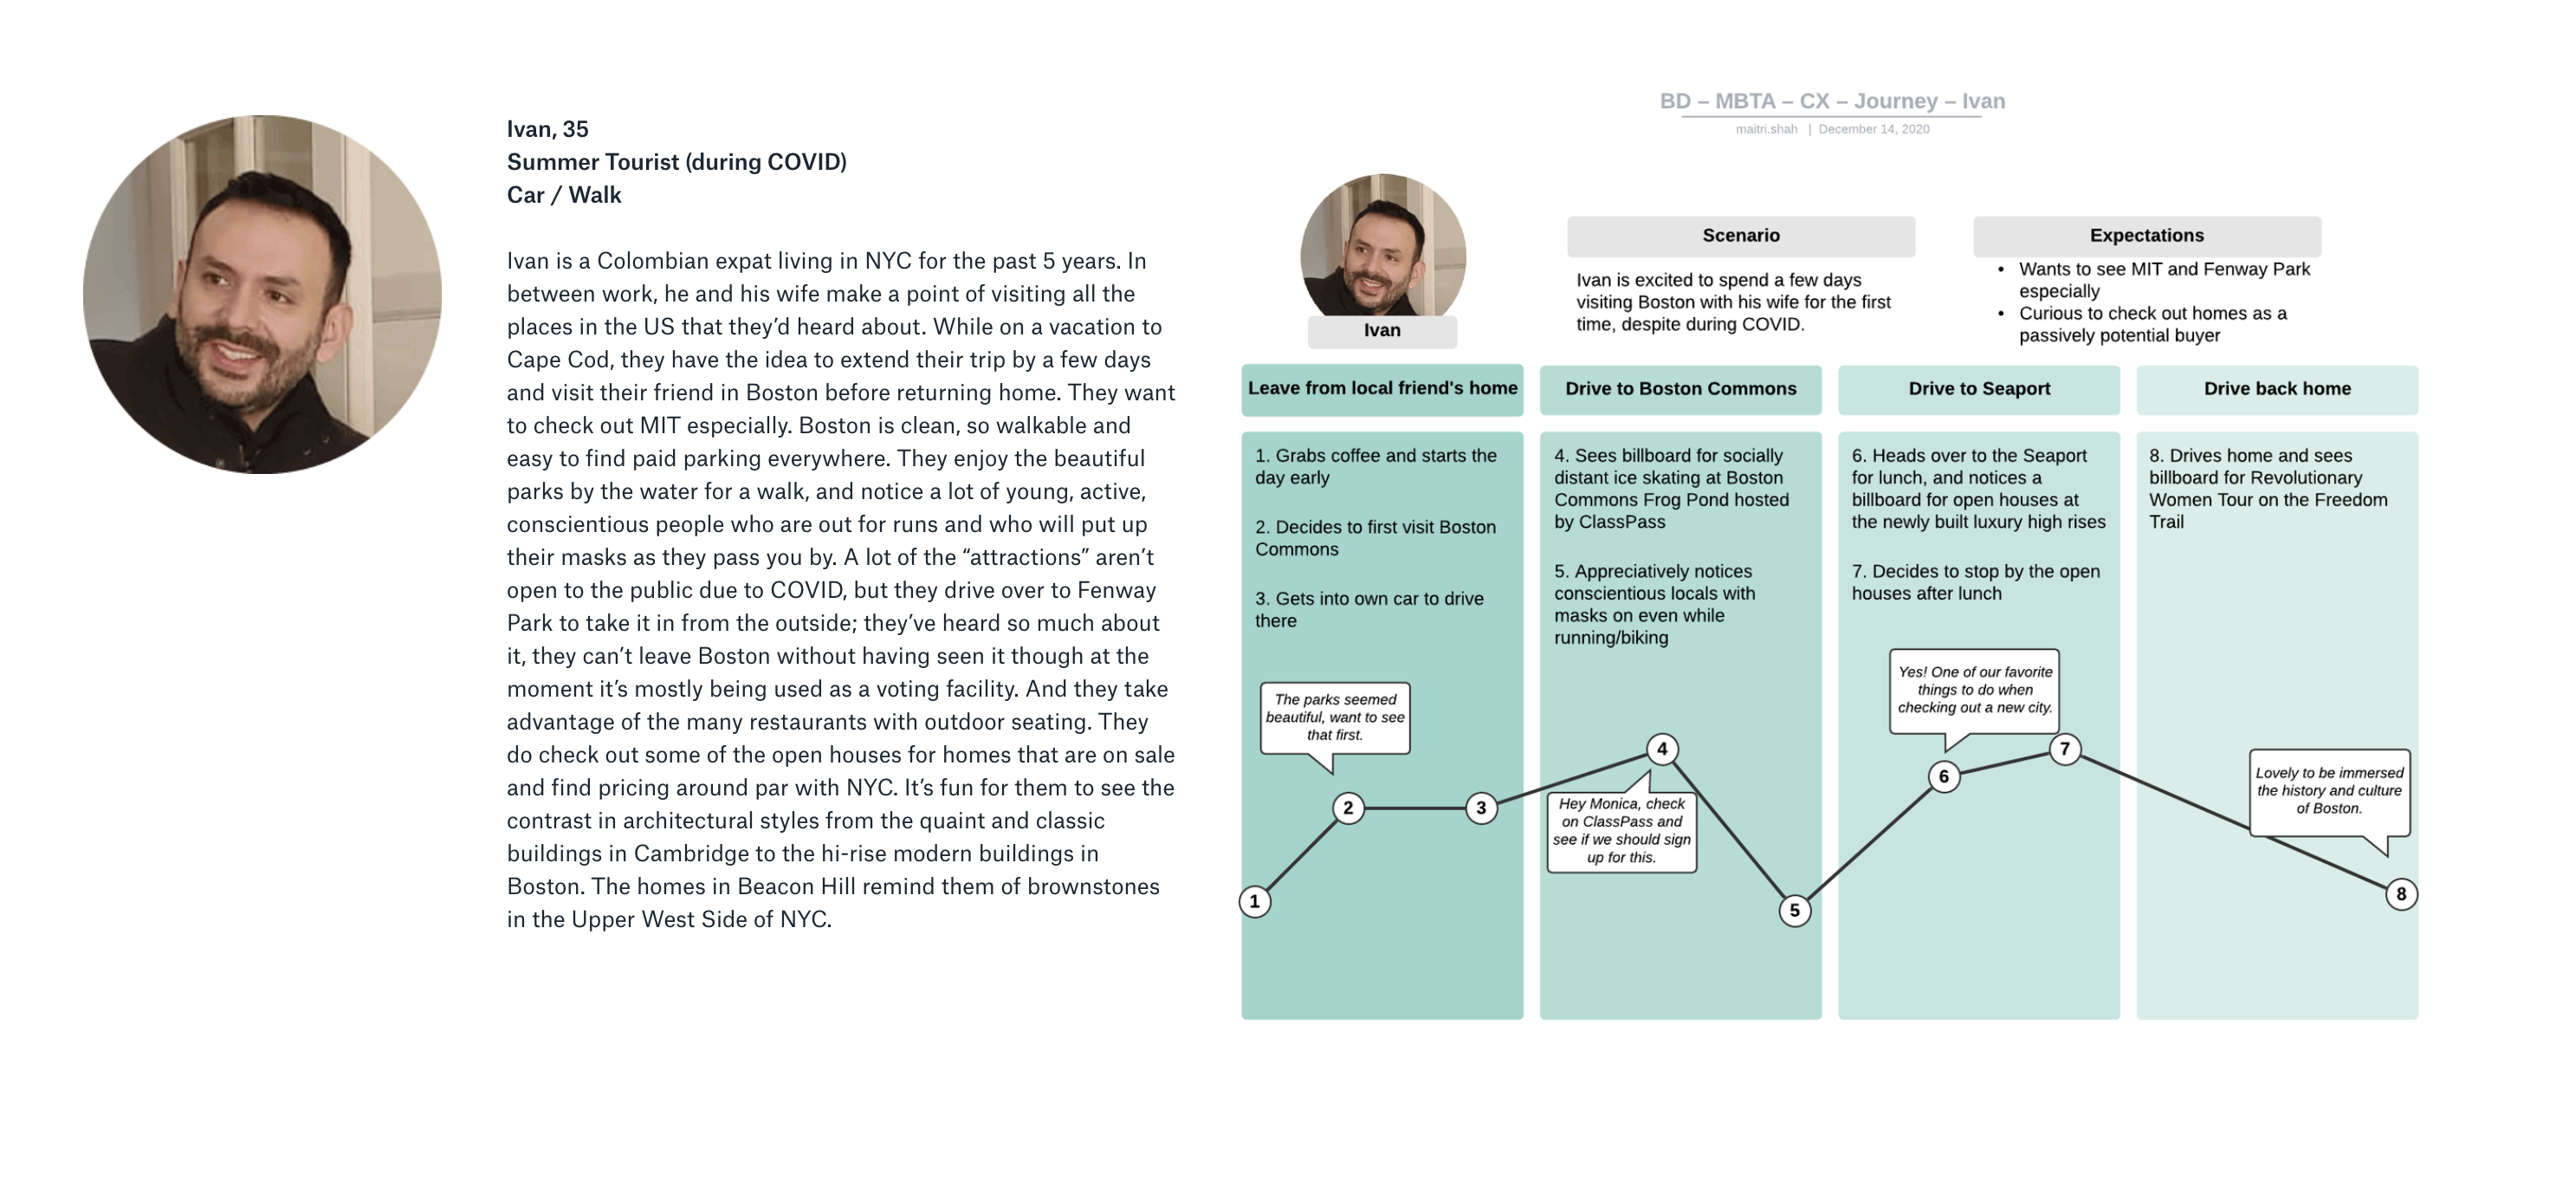 Ivan, 35
Summer Tourist (during COVID)
Car / Walk
Ivan is a Colombian expat living in NYC for the past 5 years. In
between work, he and his wife make a point of visiting all the
places in the US that they’d heard about. While on a vacation to
Cape Cod, they have the idea to extend their trip by a few days
and visit their friend in Boston before returning home. They want
to check out MIT especially. Boston is clean, so walkable and
easy to find paid parking everywhere. They enjoy the beautiful
parks by the water for a walk, and notice a lot of young, active,
conscientious people who are out for runs and who will put up
their masks as they pass you by. A lot of the “attractions” aren’t
open to the public due to COVID, but they drive over to Fenway
Park to take it in from the outside; they’ve heard so much about
it, they can’t leave Boston without having seen it though at the
moment it’s mostly being used as a voting facility. And they take
advantage of the many restaurants with outdoor seating. They
do check out some of the open houses for homes that are on sale
and find pricing around par with NYC. It’s fun for them to see the
contrast in architectural styles from the quaint and classic
buildings in Cambridge to the hi-rise modern buildings in
Boston. The homes in Beacon Hill remind them of brownstones
in the Upper West Side of NYC.
BD – MBTA – CX – Journey – Ivan
maitri.shah | December 14, 2020
Ivan
Scenario
Ivan is excited to spend a few days
visiting Boston with his wife for the first
time, despite during COVID.
Expectations
• Wants to see MIT and Fenway Park
especially
• Curious to check out homes as a
passively potential buyer
Leave from local friend's home
1. Grabs coffee and starts the
day early
2. Decides to first visit Boston
Commons
3. Gets into own car to drive
there
The parks seemed
beautiful, want to see
that first.
1
2
3
Drive to Boston Commons
4. Sees billboard for socially
distant ice skating at Boston
Commons Frog Pond hosted
by ClassPass
5. Appreciatively notices
conscientious locals with
masks on even while
running/biking
4
Hey Monica, check
on ClassPass and
see if we should sign
up for this.
5
Drive to Seaport
6. Heads over to the Seaport
for lunch, and notices a
billboard for open houses at
the newly built luxury high rises
7. Decides to stop by the open
houses after lunch
Yes! One of our favorite
things to do when
checking out a new city.
6
7
Drive back home
8. Drives home and sees
billboard for Revolutionary
Women Tour on the Freedom
Trail
Lovely to be immersed
the history and culture
of Boston.
8